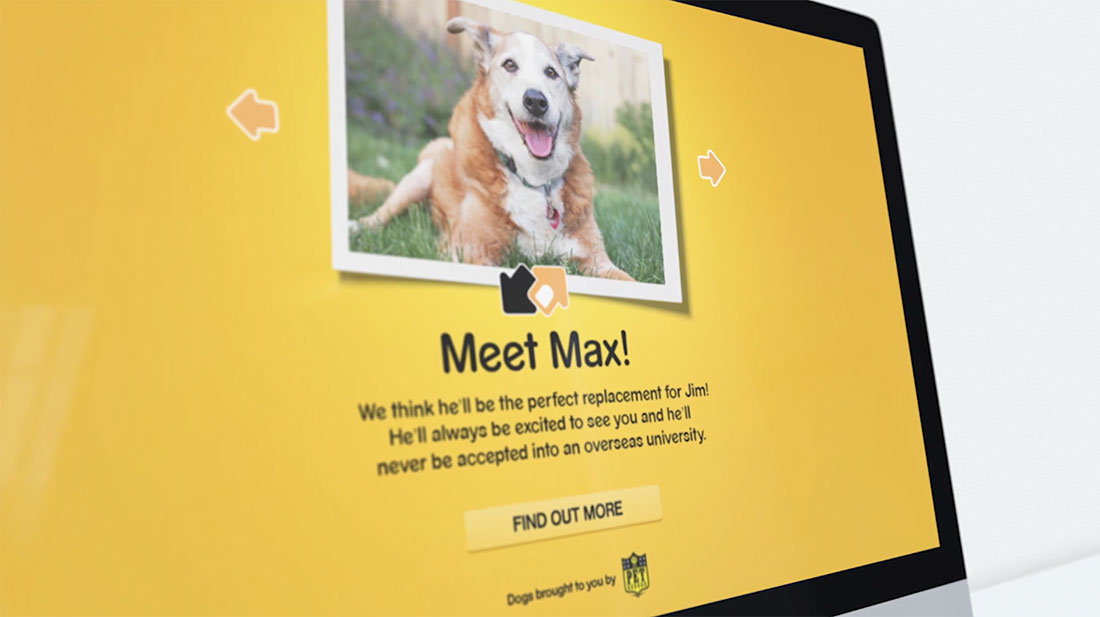 Meet Max!
We think he'll be the perfect replacement for Jim!
He'll always be excited to see you and he'll
never be accepted into an overseas university.
FIND OUT MORE
Dogs brought to you by
PET